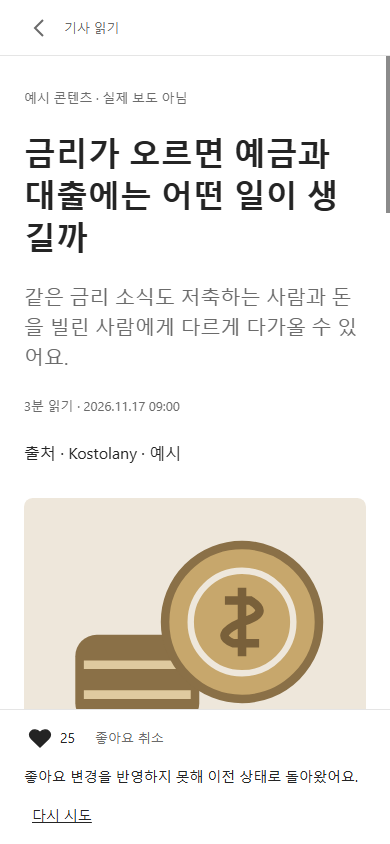 기사 읽기
예시 콘텐츠 · 실제 보도 아님
금리가 오르면 예금과
대출에는 어떤 일이 생
길까
같은 금리 소식도 저축하는 사람과 돈
을 빌린 사람에게 다르게 다가올 수 있
어요.
3분 읽기 · 2026.11.17 09:00
출처 · Kostolany · 예시
25 좋아요 취소
좋아요 변경을 반영하지 못해 이전 상태로 돌아왔어요.
다시 시도